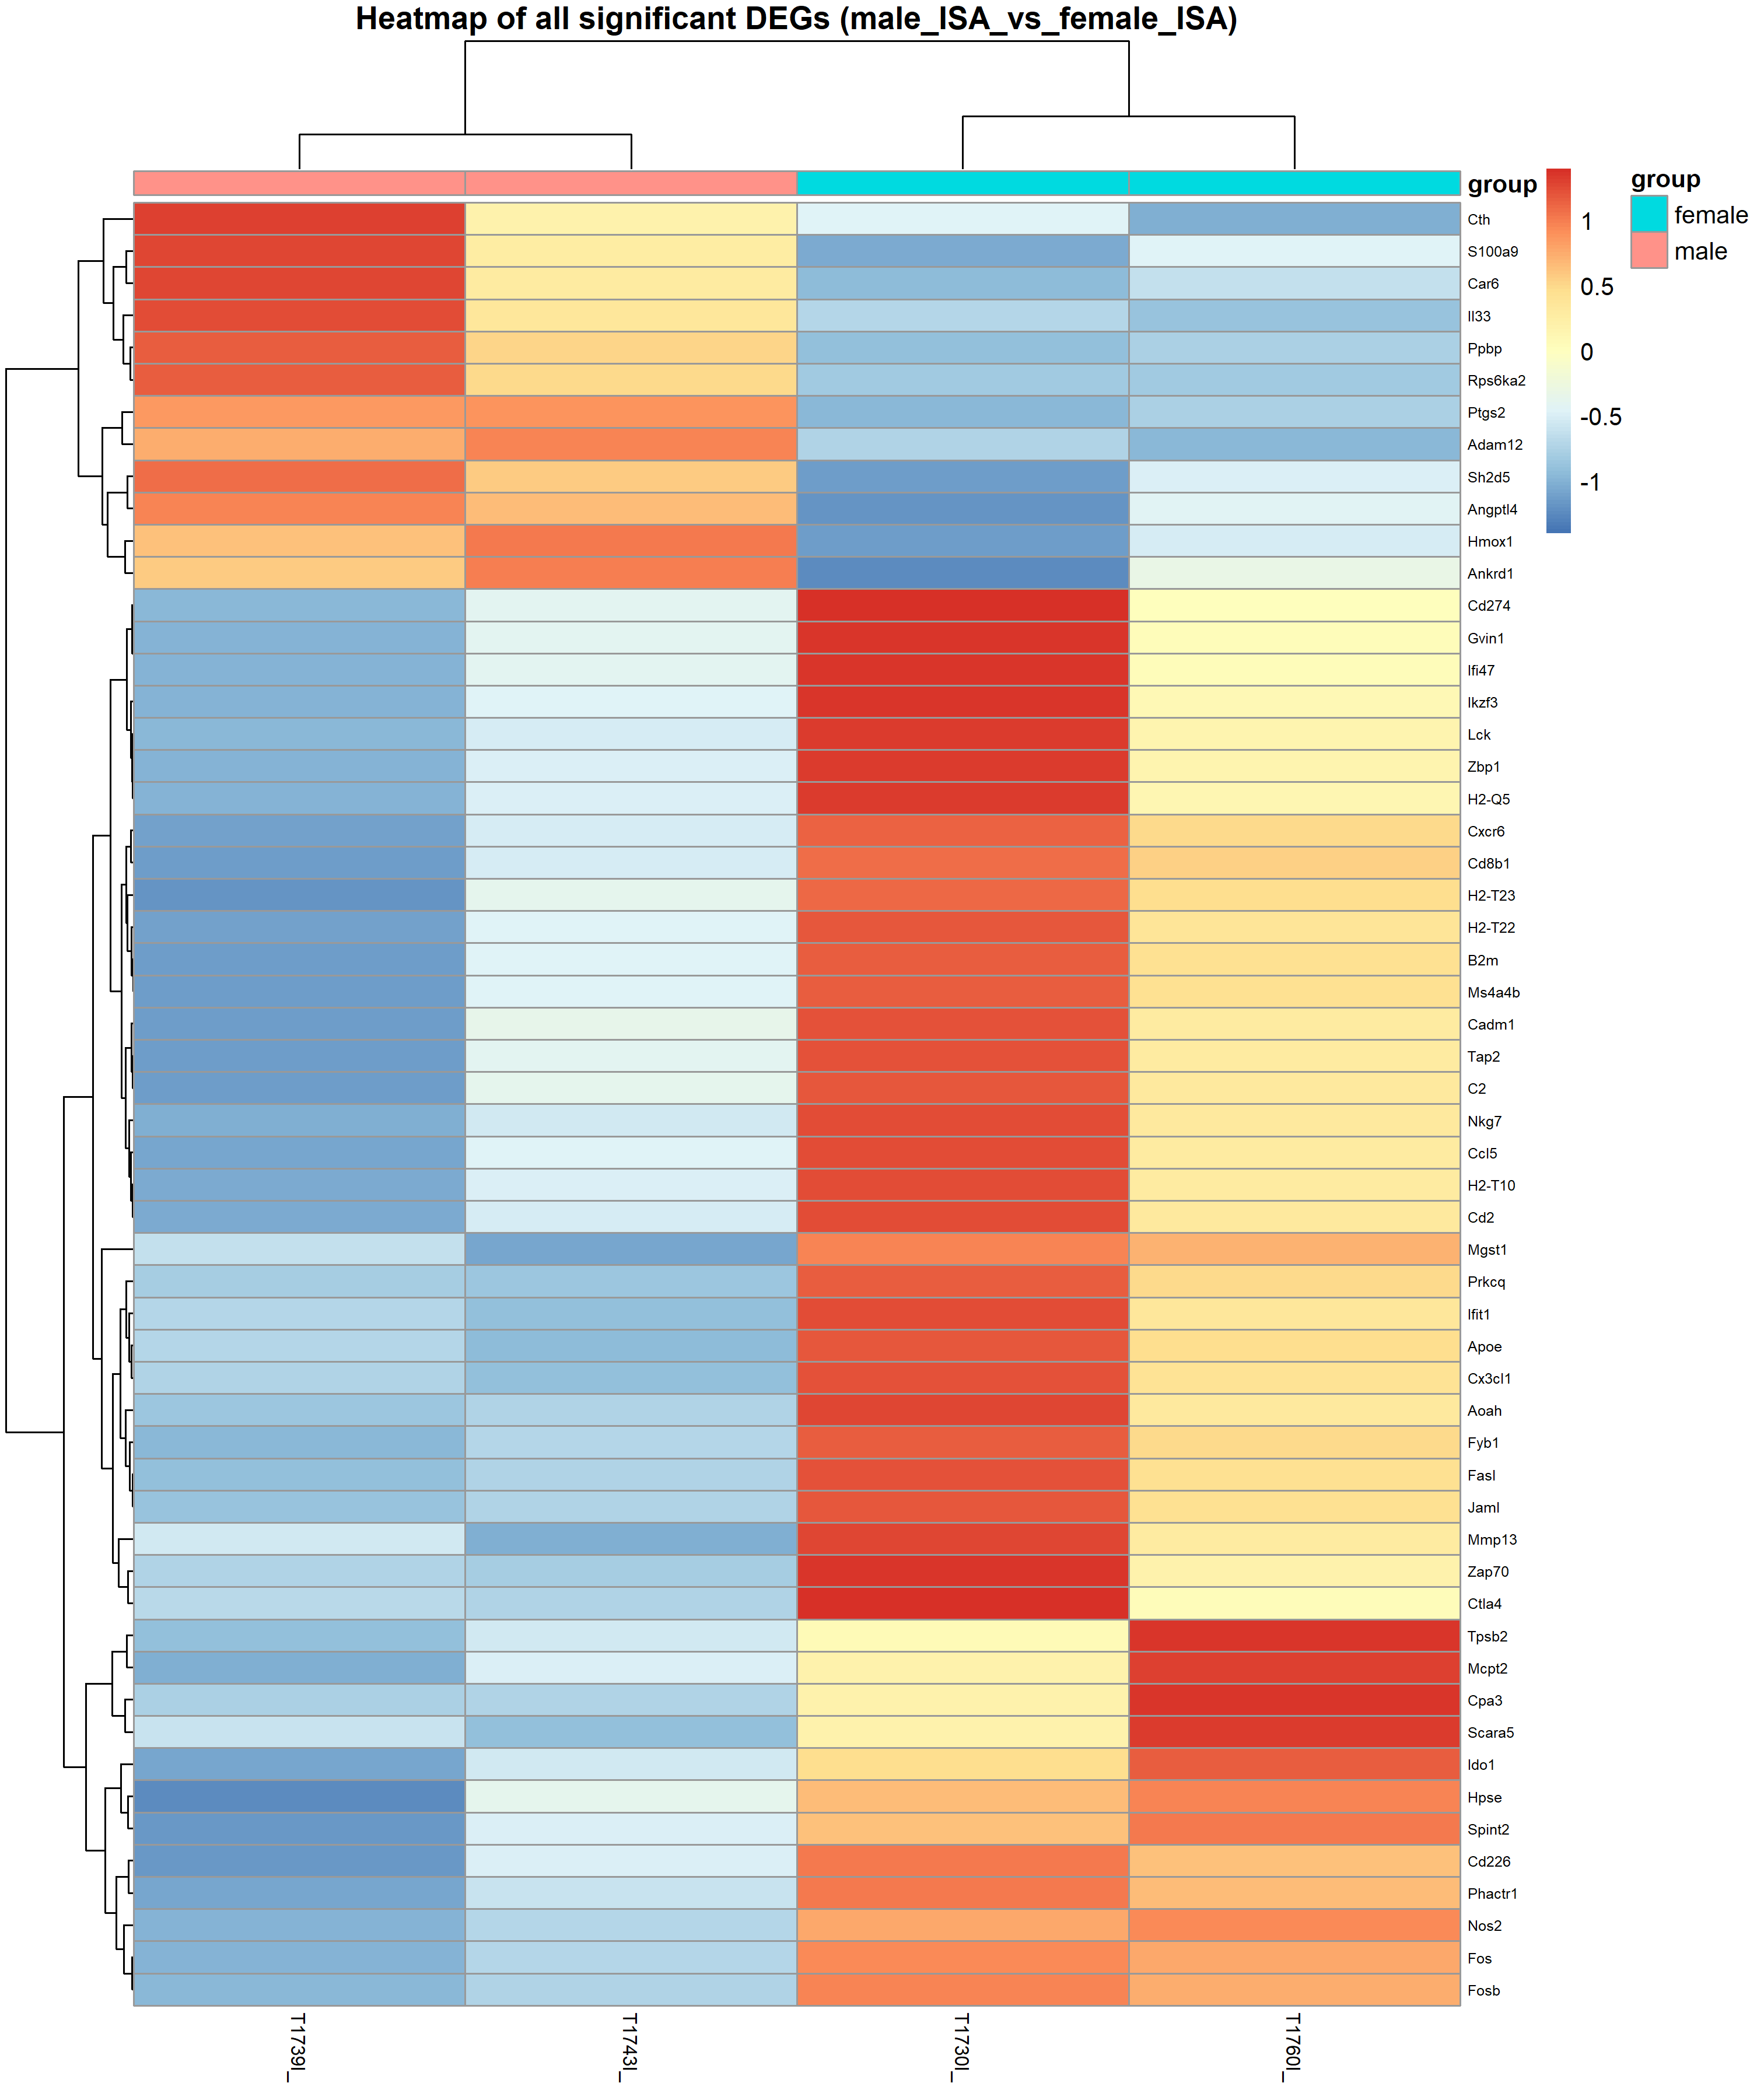 Heatmap of all significant DEGs (male_ISA_vs_female_ISA)
group
group
female
male
1
0.5
0
-0.5
-1
Cth
S100a9
Car6
Il33
Ppbp
Rps6ka2
Ptgs2
Adam12
Sh2d5
Angptl4
Hmox1
Ankrd1
Cd274
Gvin1
Ifi47
Ikzf3
Lck
Zbp1
H2-Q5
Cxcr6
Cd8b1
H2-T23
H2-T22
B2m
Ms4a4b
Cadm1
Tap2
C2
Nkg7
Ccl5
H2-T10
Cd2
Mgst1
Prkcq
Ifit1
Apoe
Cx3cl1
Aoah
Fyb1
Fasl
Jaml
Mmp13
Zap70
Ctla4
Tpsb2
Mcpt2
Cpa3
Scara5
Ido1
Hpse
Spint2
Cd226
Phactr1
Nos2
Fos
Fosb
T1739I_
T1743I_
T1730I_
T1760I_